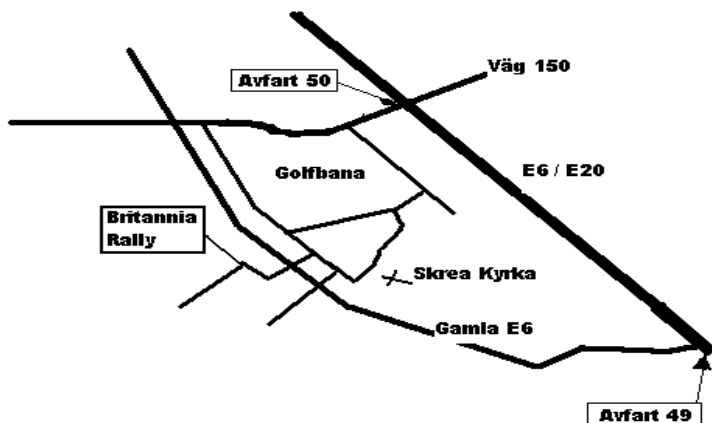 Väg 150
Avfart 50
Golfbana
E6 / E20
Britannia
Rally
Skrea Kyrka
Gamla E6
Avfart 49